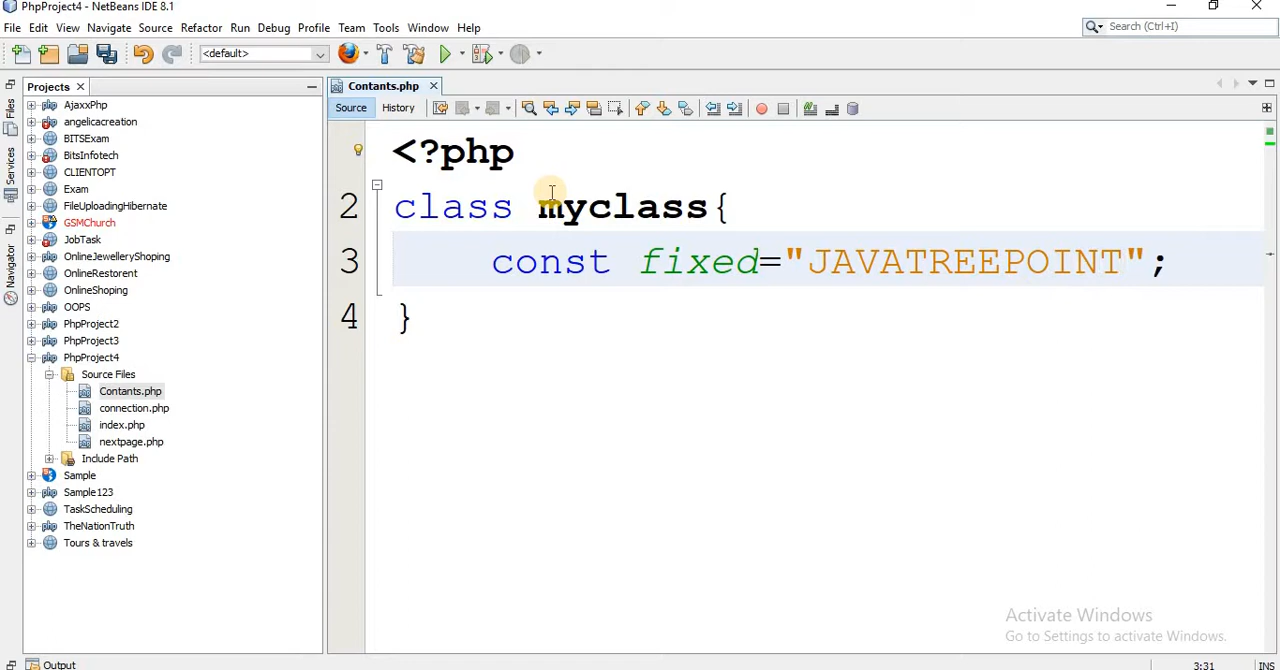 PhpProject4 - NetBeans IDE 8.1
File Edit View Navigate Source Refactor Run Debug Profile Team Tools Window Help
Search (Ctrl+I)
<default>
Projects
Contants.php
Source History
Files
Services
Navigator
AjaxxPhp
angelicacreation
BITSExam
BitsInfotech
CLIENTOPT
Exam
FileUploadingHibernate
GSMChurch
JobTask
OnlineJewelleryShoping
OnlineRestorent
OnlineShoping
OOPS
PhpProject2
PhpProject3
PhpProject4
Source Files
Contants.php
connection.php
index.php
nextpage.php
Include Path
Sample
Sample123
TaskScheduling
TheNationTruth
Tours & travels
<?php
2 class myclass{
3 const fixed="JAVATREEPOINT";
4 }
Activate Windows
Go to Settings to activate Windows.
Output
3:31 INS